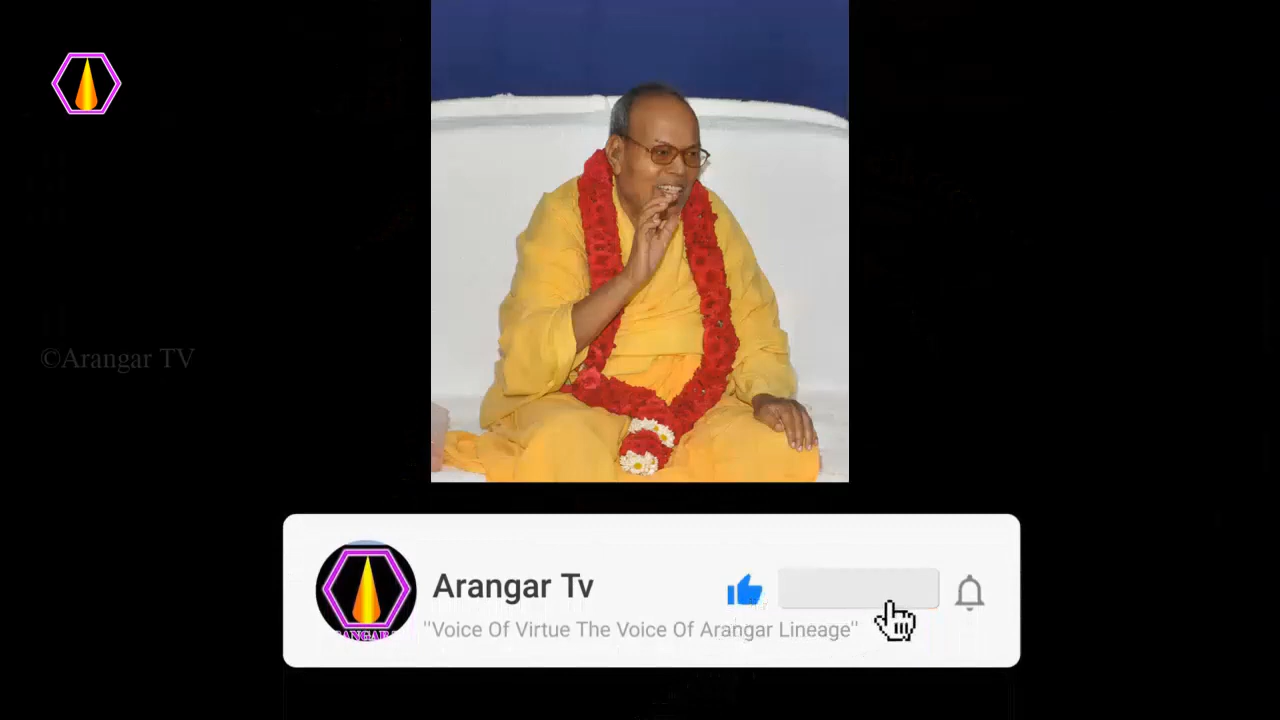 ©Arangar TV
Arangar Tv
"Voice Of Virtue The Voice Of Arangar Lineage"